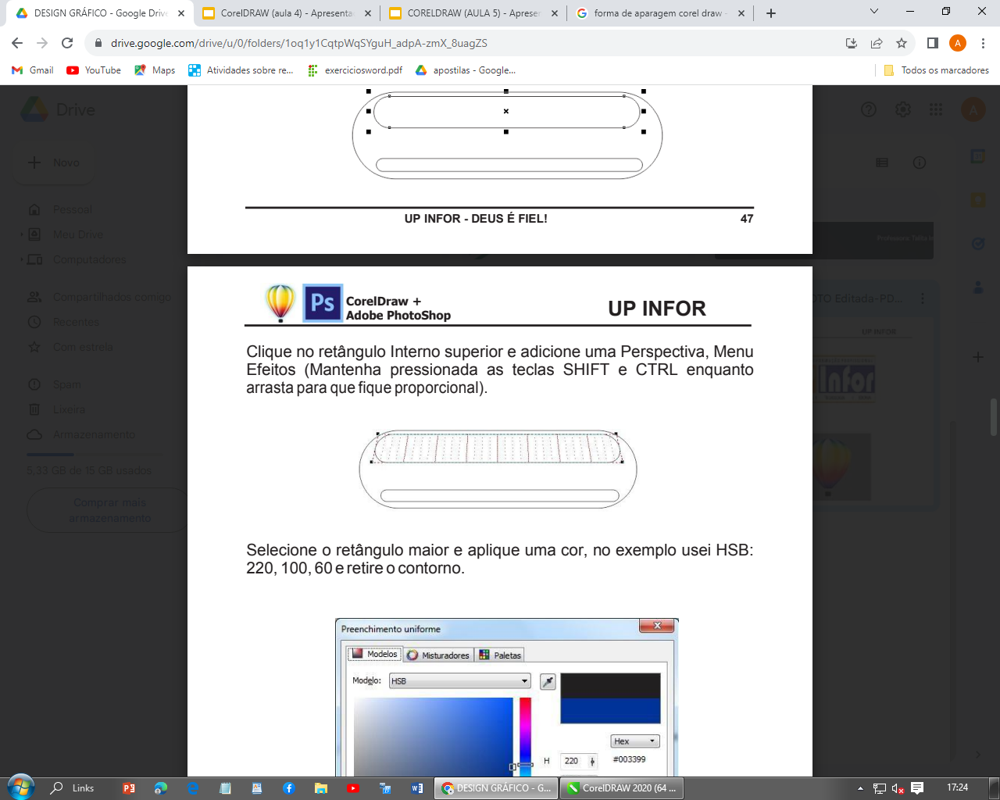 DESIGN GRÁFICO - Google Drive
CorelDRAW (aula 4) - Apresenta
CORELDRAW (AULA 5) - Apresen
forma de aparagem corel draw -
drive.google.com/drive/u/0/folders/1oq1y1CqtpWqSYguH_adpA-zmX_8uagZS
A
Gmail
YouTube
Maps
Atividades sobre re...
exerciciosword.pdf
apostilas - Google...
Todos os marcadores
Drive
A
Novo
Pessoal
Meu Drive
Computadores
Compartilhados comigo
Recentes
Com estrela
Spam
Lixeira
Armazenamento
5,33 GB de 15 GB usados
Comprar mais
armazenamento
UP INFOR - DEUS É FIEL! 47
OTO Editada-PD...
UP INFOR
Infor
Ps
CorelDraw +
Adobe PhotoShop
UP INFOR
Clique no retângulo Interno superior e adicione uma Perspectiva, Menu
Efeitos (Mantenha pressionada as teclas SHIFT e CTRL enquanto
arrasta para que fique proporcional).
Selecione o retângulo maior e aplique uma cor, no exemplo usei HSB:
220, 100, 60 e retire o contorno.
Preenchimento uniforme
Modelos
Misturadores
Paletas
Modelo: HSB
Hex
H 220 #003399
Links
DESIGN GRÁFICO - G...
CorelDRAW 2020 (64 ...
17:24